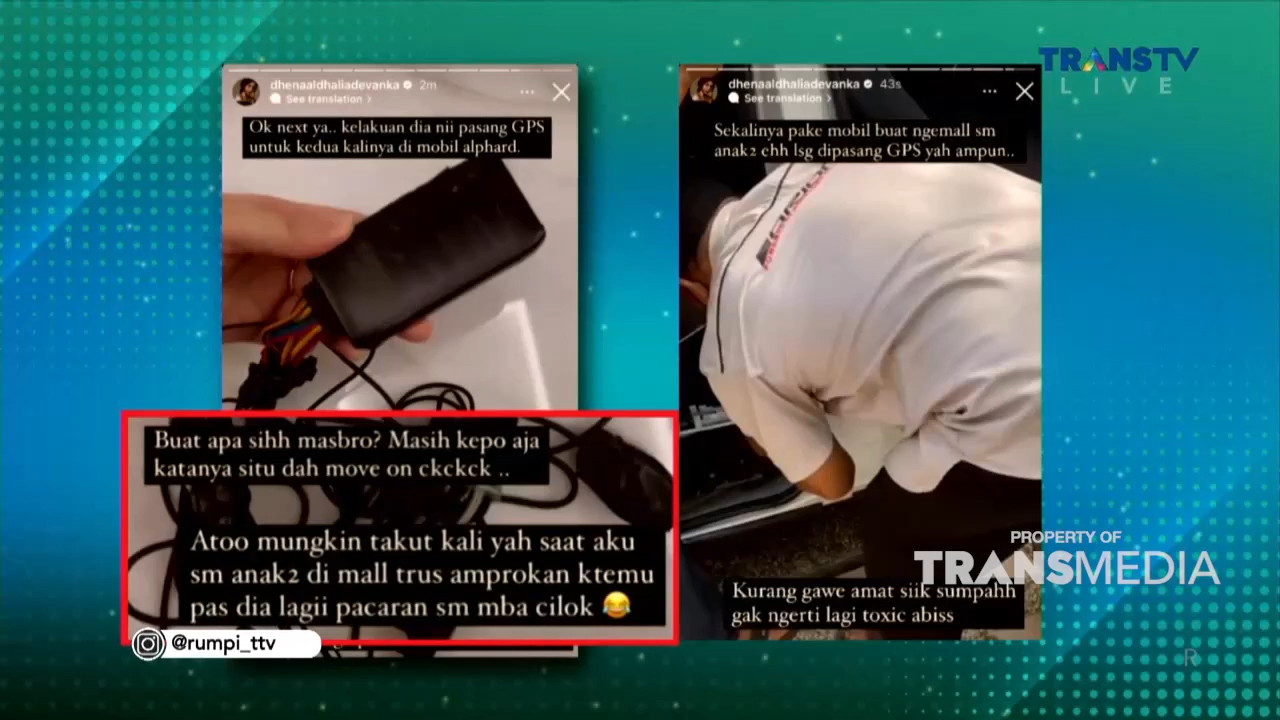 TRANSTV
LIVE
dhenaaldhaliadevanka 2m
See translation >
Ok next ya.. kelakuan dia nii pasang GPS
untuk kedua kalinya di mobil alphard.
Buat apa sihh masbro? Masih kepo aja
katanya situ dah move on ckckck ..
Atoo mungkin takut kali yah saat aku
sm anak2 di mall trus amprokan ktemu
pas dia lagii pacaran sm mba cilok 😂
@rumpi_ttv
dhenaaldhaliadevanka 43s
See translation >
Sekalinya pake mobil buat ngemall sm
anak2 ehh lsg dipasang GPS yah ampun..
Kurang gawe amat siik sumpahh
gak ngerti lagi toxic abiss
PROPERTY OF
TRANSMEDIA
R